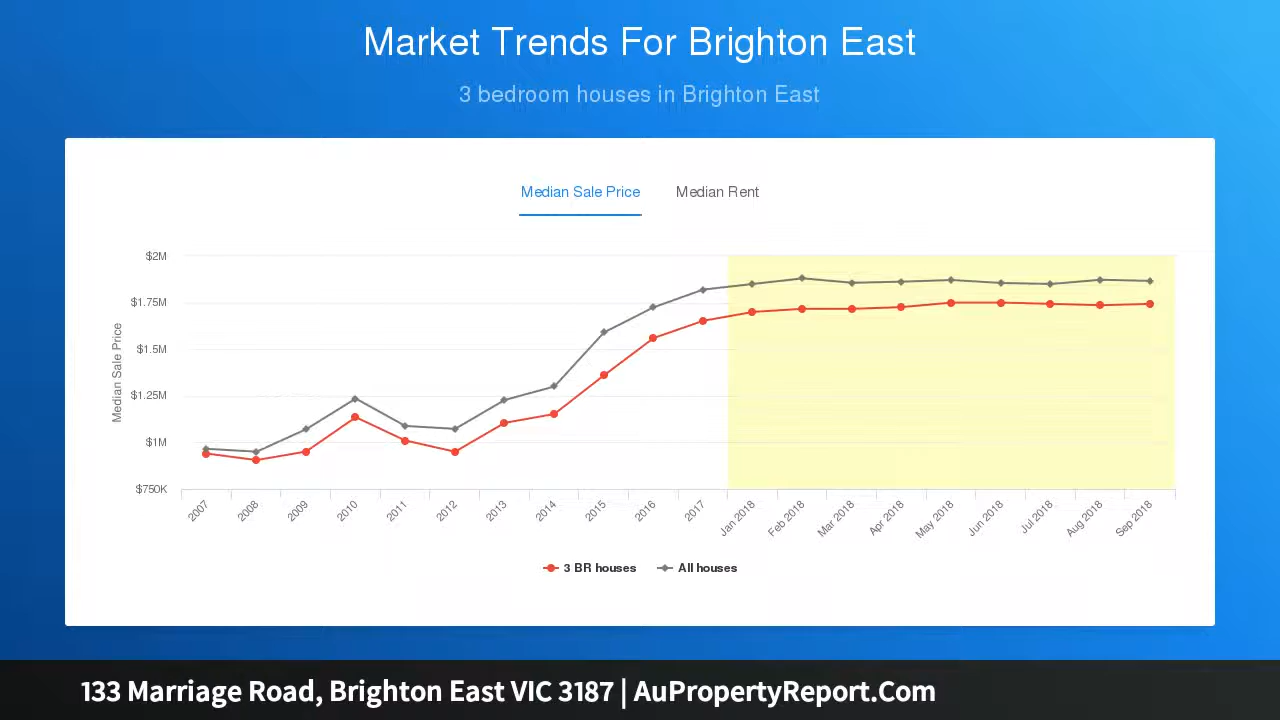 Market Trends For Brighton East
3 bedroom houses in Brighton East
Median Sale Price
Median Rent
Median Sale Price
$2M
$1.75M
$1.5M
$1.25M
$1M
$750K
2007
2008
2009
2010
2011
2012
2013
2014
2015
2016
2017
Jan 2018
Feb 2018
Mar 2018
Apr 2018
May 2018
Jun 2018
Jul 2018
Aug 2018
Sep 2018
3 BR houses
All houses
133 Marriage Road, Brighton East VIC 3187 | AuPropertyReport.Com